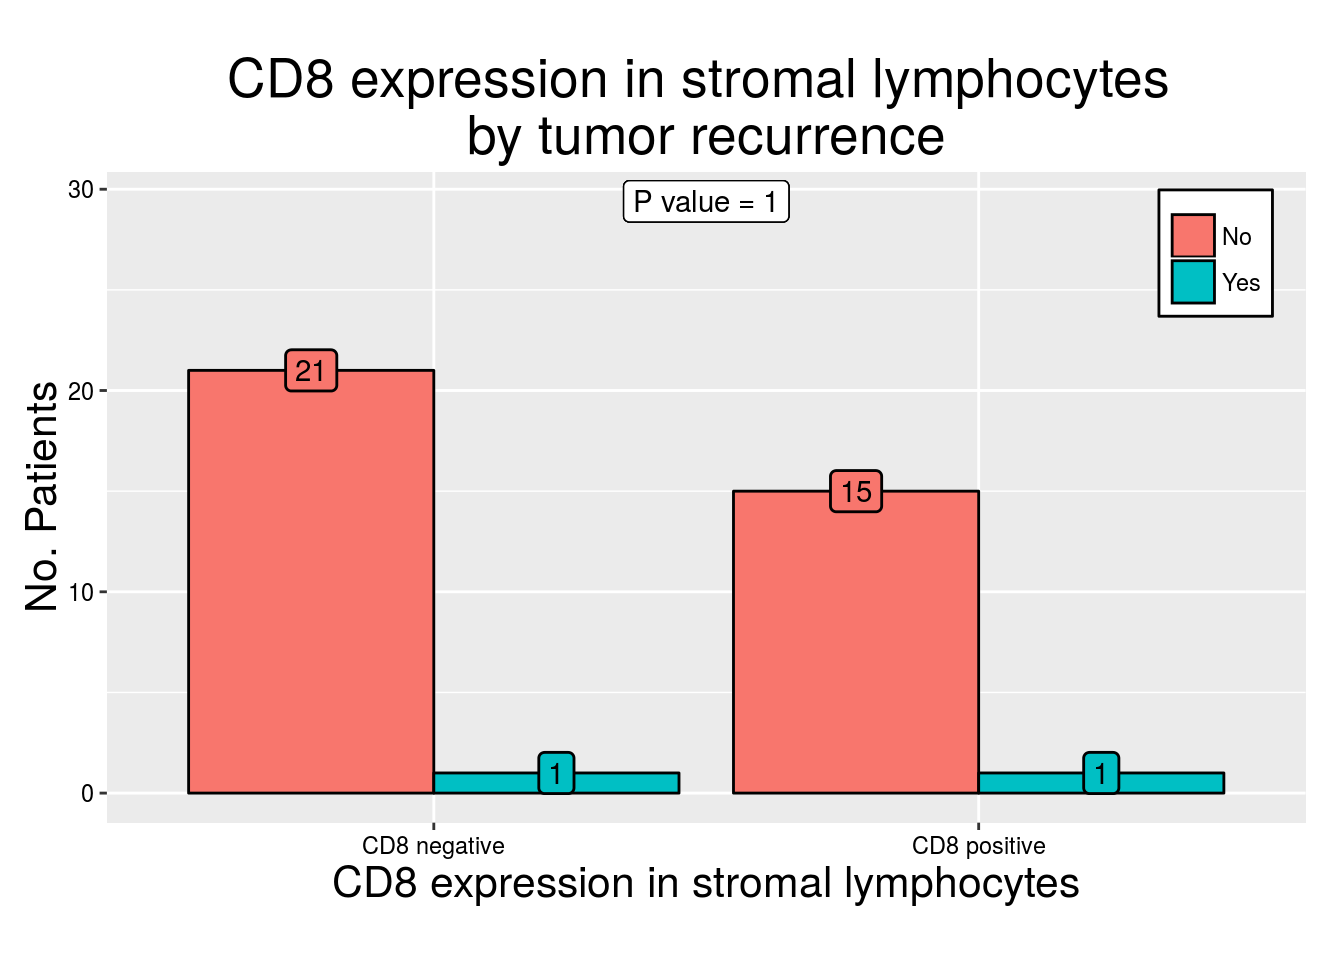 CD8 expression in stromal lymphocytes
by tumor recurrence
P value = 1
No
Yes
No. Patients
30
20
10
0
21
1
15
1
CD8 negative
CD8 positive
CD8 expression in stromal lymphocytes